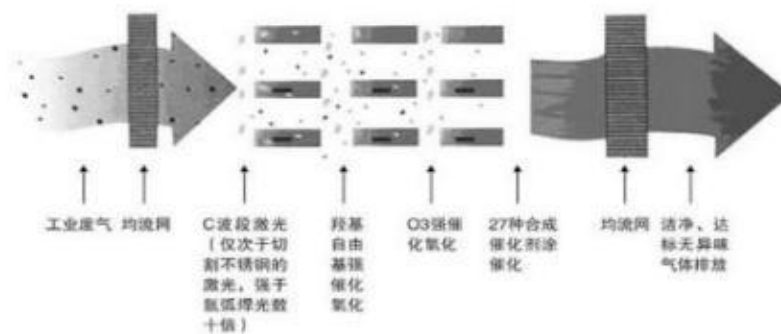 工业废气
均流网
C波段激光
（仅次于切
割不锈钢的
激光，强于
氩弧焊光数
十倍）
羟基
自由
基强
催化
氧化
O3强催
化氧化
27种合成
催化剂涂
催化
均流网
洁净、达
标无异味
气体排放